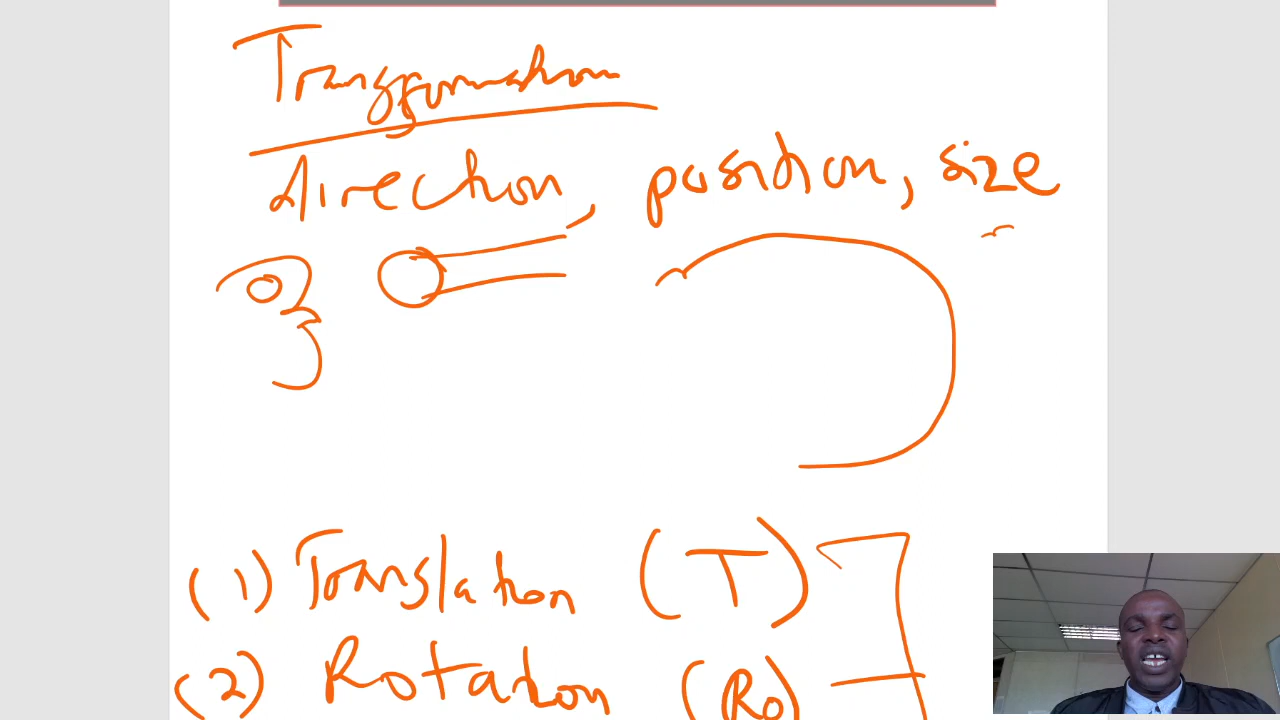 Transformation
direction, position, size
(1) Translation (T)
(2) Rotation (Ro)